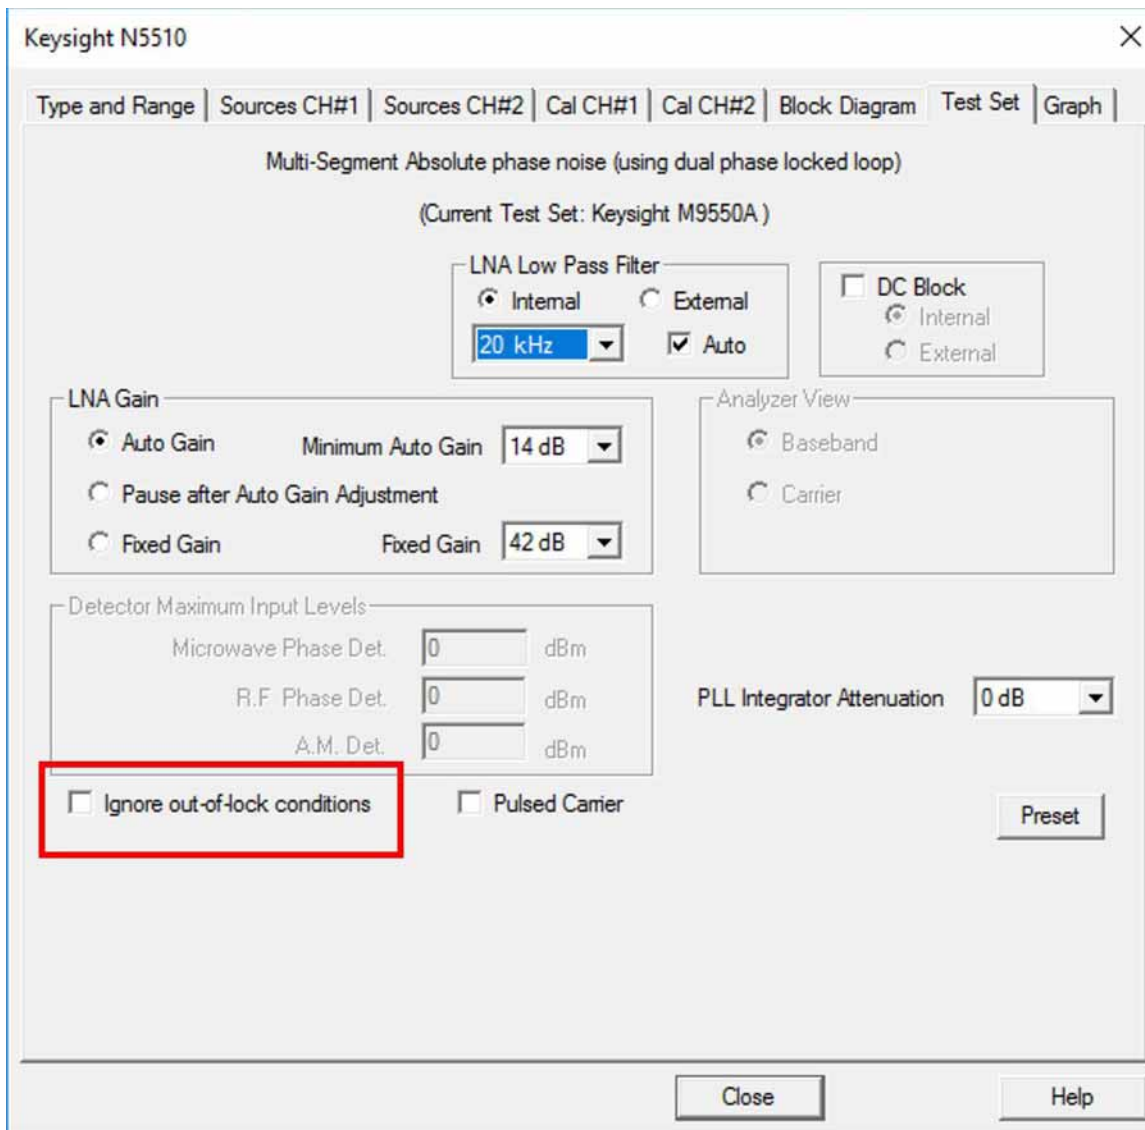 Keysight N5510
Type and Range Sources CH#1 Sources CH#2 Cal CH#1 Cal CH#2 Block Diagram Test Set Graph
Multi-Segment Absolute phase noise (using dual phase locked loop)
(Current Test Set: Keysight M9550A )
LNA Low Pass Filter
Internal External
20 kHz Auto
DC Block
Internal
External
LNA Gain
Auto Gain Minimum Auto Gain 14 dB
Pause after Auto Gain Adjustment
Fixed Gain Fixed Gain 42 dB
Analyzer View
Baseband
Carrier
Detector Maximum Input Levels
Microwave Phase Det. 0 dBm
R.F Phase Det. 0 dBm
A.M. Det. 0 dBm
PLL Integrator Attenuation 0 dB
Ignore out-of-lock conditions Pulsed Carrier
Preset
Close Help